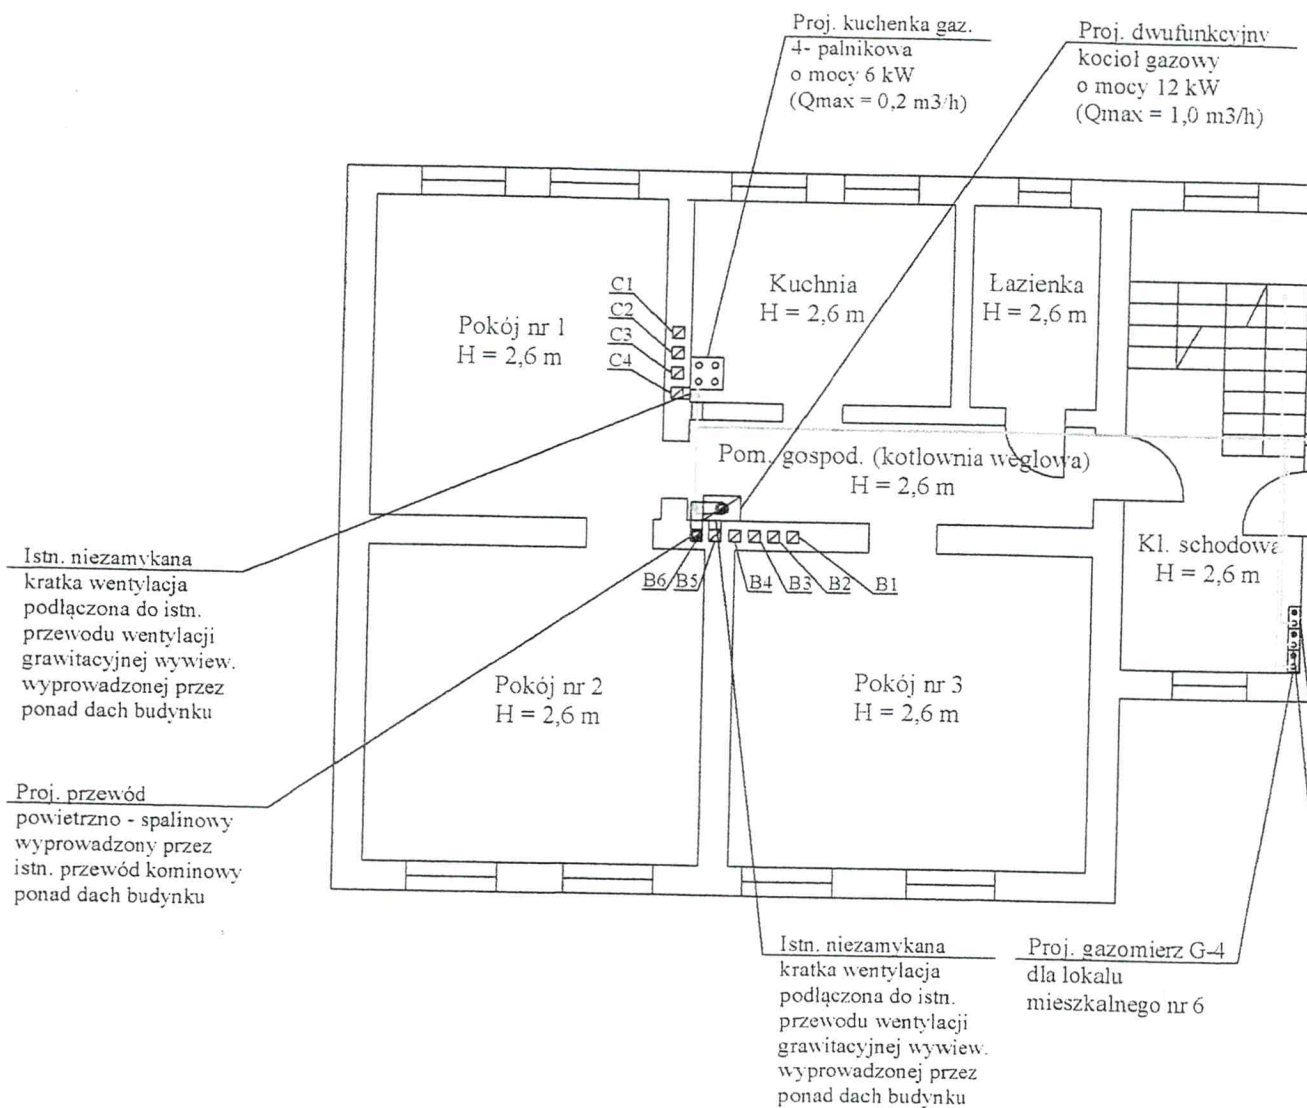 Proj. kuchenka gaz.
4- palnikowa
o mocy 6 kW
(Qmax = 0,2 m3/h)
Proj. dwufunkcyjny
kocioł gazowy
o mocy 12 kW
(Qmax = 1,0 m3/h)
Pokój nr 1
H = 2,6 m
C1
C2
C3
C4
Kuchnia
H = 2,6 m
Łazienka
H = 2,6 m
Pom. gospod. (kotłownia węglowa)
H = 2,6 m
Kl. schodowa
H = 2,6 m
B6
B5
B4
B3
B2
B1
Istn. niezamykana
kratka wentylacja
podłączona do istn.
przewodu wentylacji
grawitacyjnej wywiew.
wyprowadzonej przez
ponad dach budynku
Pokój nr 2
H = 2,6 m
Pokój nr 3
H = 2,6 m
Proj. przewód
powietrzno - spalinowy
wyprowadzony przez
istn. przewód kominowy
ponad dach budynku
Istn. niezamykana
kratka wentylacja
podłączona do istn.
przewodu wentylacji
grawitacyjnej wywiew.
wyprowadzonej przez
ponad dach budynku
Proj. gazomierz G-4
dla lokalu
mieszkalnego nr 6